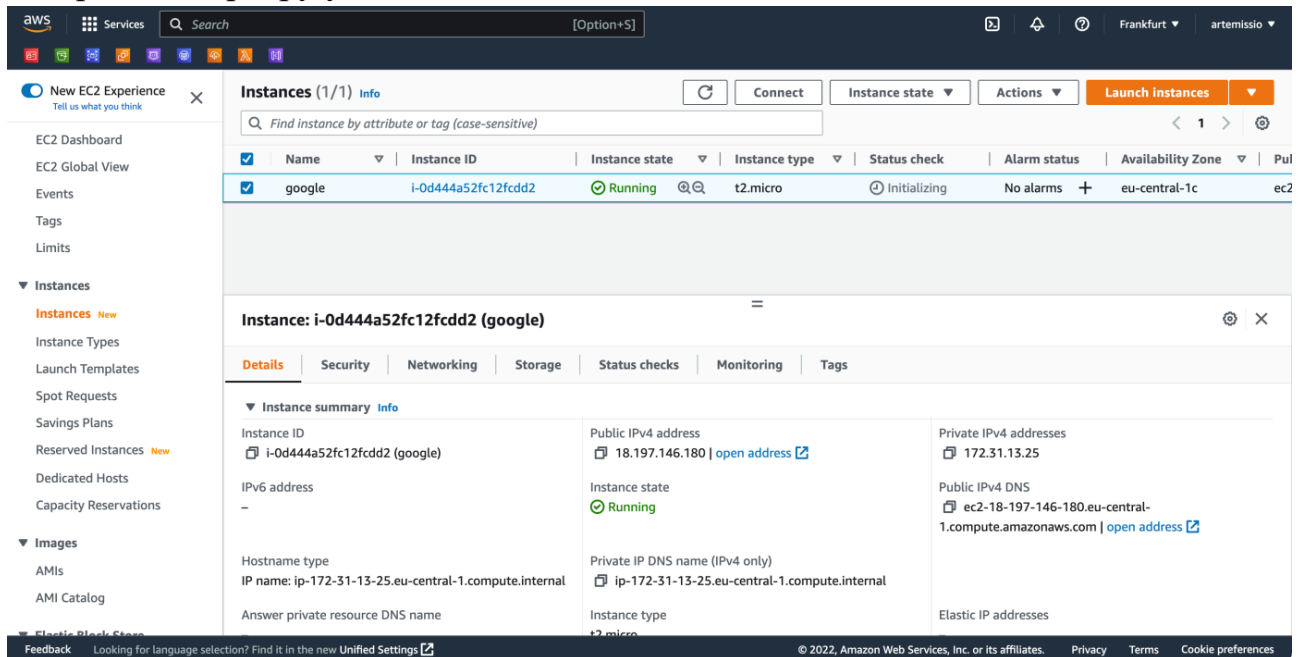 aws Services Search [Option+S] Frankfurt ▼ artemissio ▼
New EC2 Experience
Tell us what you think
EC2 Dashboard
EC2 Global View
Events
Tags
Limits
▼ Instances
Instances New
Instance Types
Launch Templates
Spot Requests
Savings Plans
Reserved Instances New
Dedicated Hosts
Capacity Reservations
▼ Images
AMIs
AMI Catalog
Instances (1/1) Info Connect Instance state ▼ Actions ▼ Launch instances ▼
Find instance by attribute or tag (case-sensitive) < 1 >
Name Instance ID Instance state Instance type Status check Alarm status Availability Zone
google i-0d444a52fc12fcdd2 Running t2.micro Initializing No alarms + eu-central-1c ec2
Instance: i-0d444a52fc12fcdd2 (google)
Details Security Networking Storage Status checks Monitoring Tags
▼ Instance summary Info
Instance ID Public IPv4 address Private IPv4 addresses
i-0d444a52fc12fcdd2 (google) 18.197.146.180 | open address 172.31.13.25
IPv6 address Instance state Public IPv4 DNS
– Running ec2-18-197-146-180.eu-central-
1.compute.amazonaws.com | open address
Hostname type Private IP DNS name (IPv4 only)
IP name: ip-172-31-13-25.eu-central-1.compute.internal ip-172-31-13-25.eu-central-1.compute.internal
Answer private resource DNS name Instance type Elastic IP addresses
t2.micro
Feedback Looking for language selection? Find it in the new Unified Settings © 2022, Amazon Web Services, Inc. or its affiliates. Privacy Terms Cookie preferences